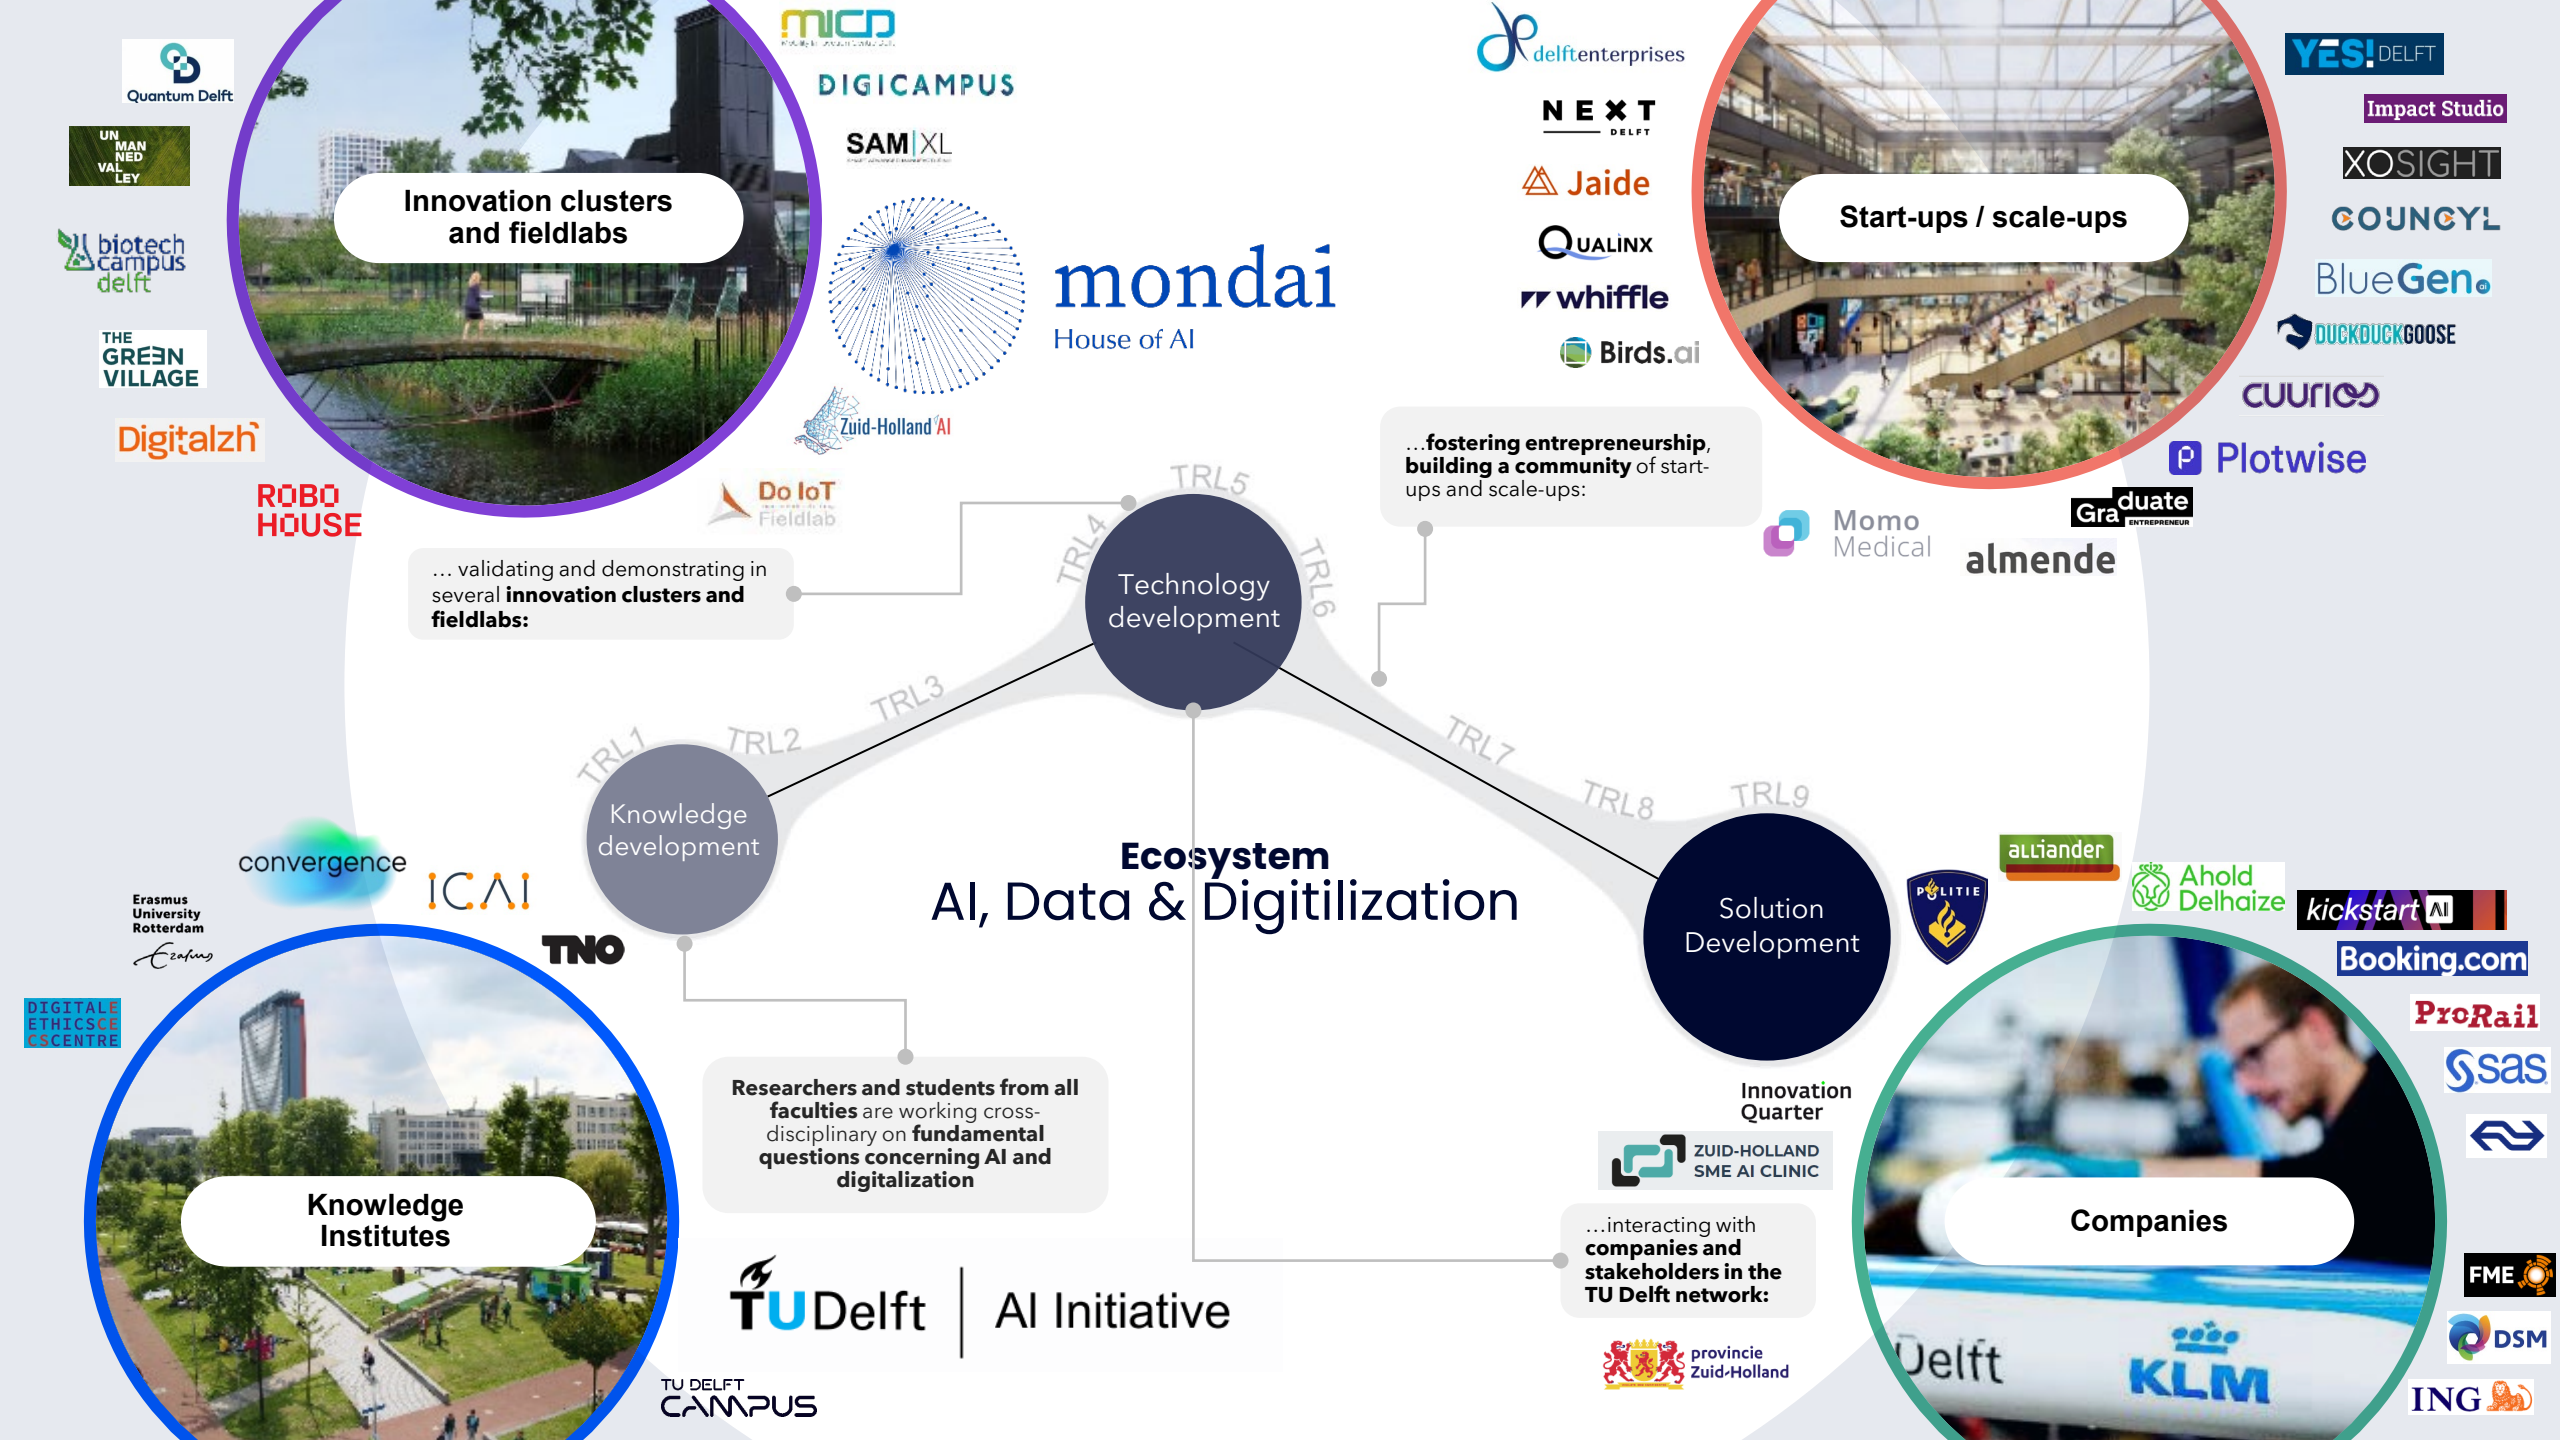 Quantum Delft
UN
MAN
NED
VAL
LEY
biotech
campus
delft
THE
GREEN
VILLAGE
Digitalzh
ROBO
HOUSE
Innovation clusters
and fieldlabs
MICD
DIGICAMPUS
SAM|XL
mondai
House of AI
Zuid-Holland AI
Do IoT
Fieldlab
… validating and demonstrating in
several innovation clusters and
fieldlabs:
delftenterprises
NEXT
DELFT
Jaide
QUALINX
whiffle
Birds.ai
Start-ups / scale-ups
YES! DELFT
Impact Studio
XOSIGHT
COUNCYL
BlueGen.ai
DUCKDUCKGOOSE
cuurios
Plotwise
Graduate
ENTREPRENEUR
Momo
Medical
almende
…fostering entrepreneurship,
building a community of start-
ups and scale-ups:
TRL1
TRL2
TRL3
TRL4
TRL5
TRL6
TRL7
TRL8
TRL9
Knowledge
development
Technology
development
Solution
Development
Ecosystem
AI, Data & Digitilization
convergence
ICAI
Erasmus
University
Rotterdam
Erasmus
TNO
DIGITALE
ETHICSCE
CSCENTRE
Knowledge
Institutes
Researchers and students from all
faculties are working cross-
disciplinary on fundamental
questions concerning AI and
digitalization
TUDelft | AI Initiative
TU DELFT
CAMPUS
POLITIE
alliander
Ahold
Delhaize
kickstart AI
Booking.com
ProRail
sas
FME
DSM
ING
Companies
Delft
KLM
Innovation
Quarter
ZUID-HOLLAND
SME AI CLINIC
…interacting with
companies and
stakeholders in the
TU Delft network:
provincie
Zuid-Holland